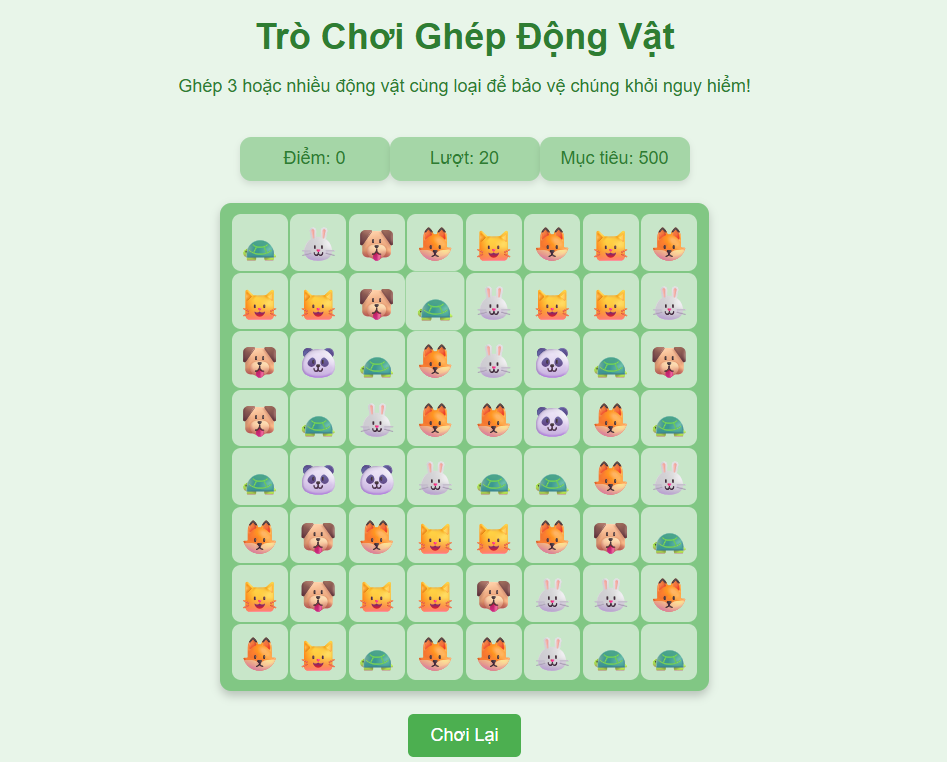 Trò Chơi Ghép Động Vật
Ghép 3 hoặc nhiều động vật cùng loại để bảo vệ chúng khỏi nguy hiểm!
Điểm: 0
Lượt: 20
Mục tiêu: 500
Chơi Lại